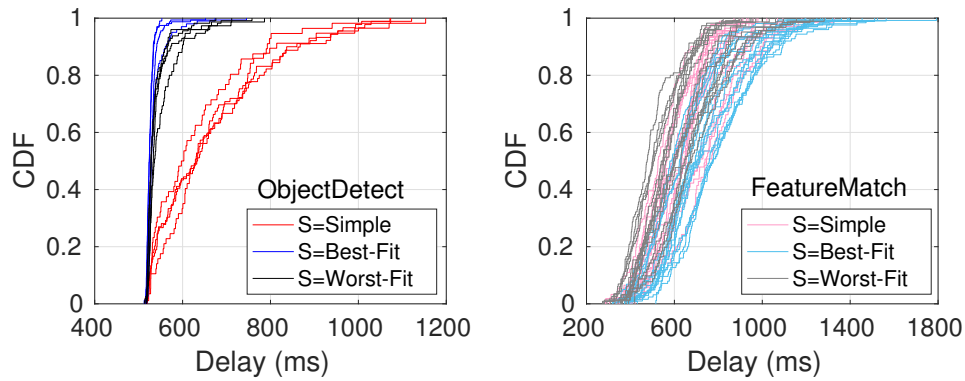 1
0.8
0.6
0.4
0.2
0
CDF
ObjectDetect
S=Simple
S=Best-Fit
S=Worst-Fit
400 600 800 1000 1200
Delay (ms)
1
0.8
0.6
0.4
0.2
0
CDF
FeatureMatch
S=Simple
S=Best-Fit
S=Worst-Fit
200 600 1000 1400 1800
Delay (ms)